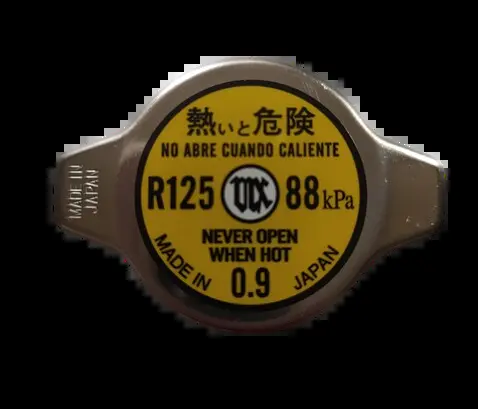 熱いと危険
NO ABRE CUANDO CALIENTE
R125 88kPa
NEVER OPEN
WHEN HOT
MADE IN JAPAN
0.9
MADE IN
JAPAN